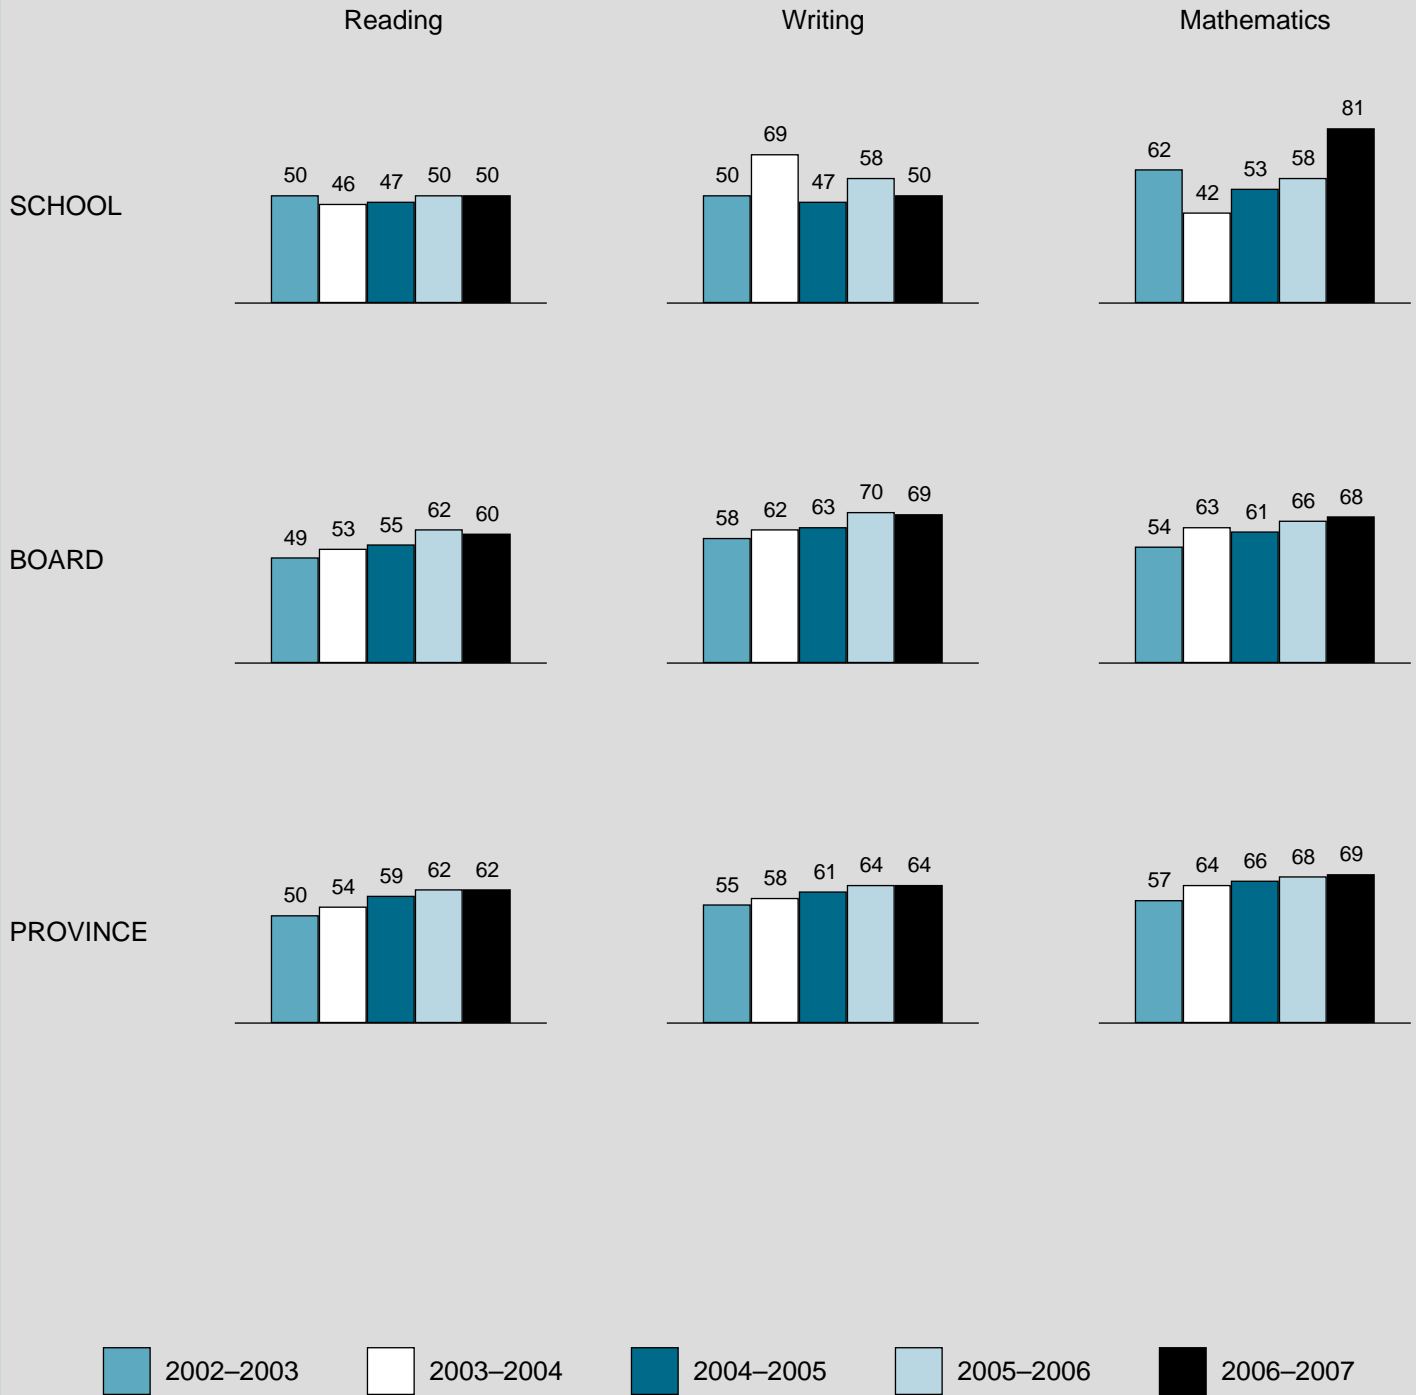 Reading Writing Mathematics
SCHOOL
50 46 47 50 50
50 69 47 58 50
62 42 53 58 81
BOARD
49 53 55 62 60
58 62 63 70 69
54 63 61 66 68
PROVINCE
50 54 59 62 62
55 58 61 64 64
57 64 66 68 69
2002–2003 2003–2004 2004–2005 2005–2006 2006–2007